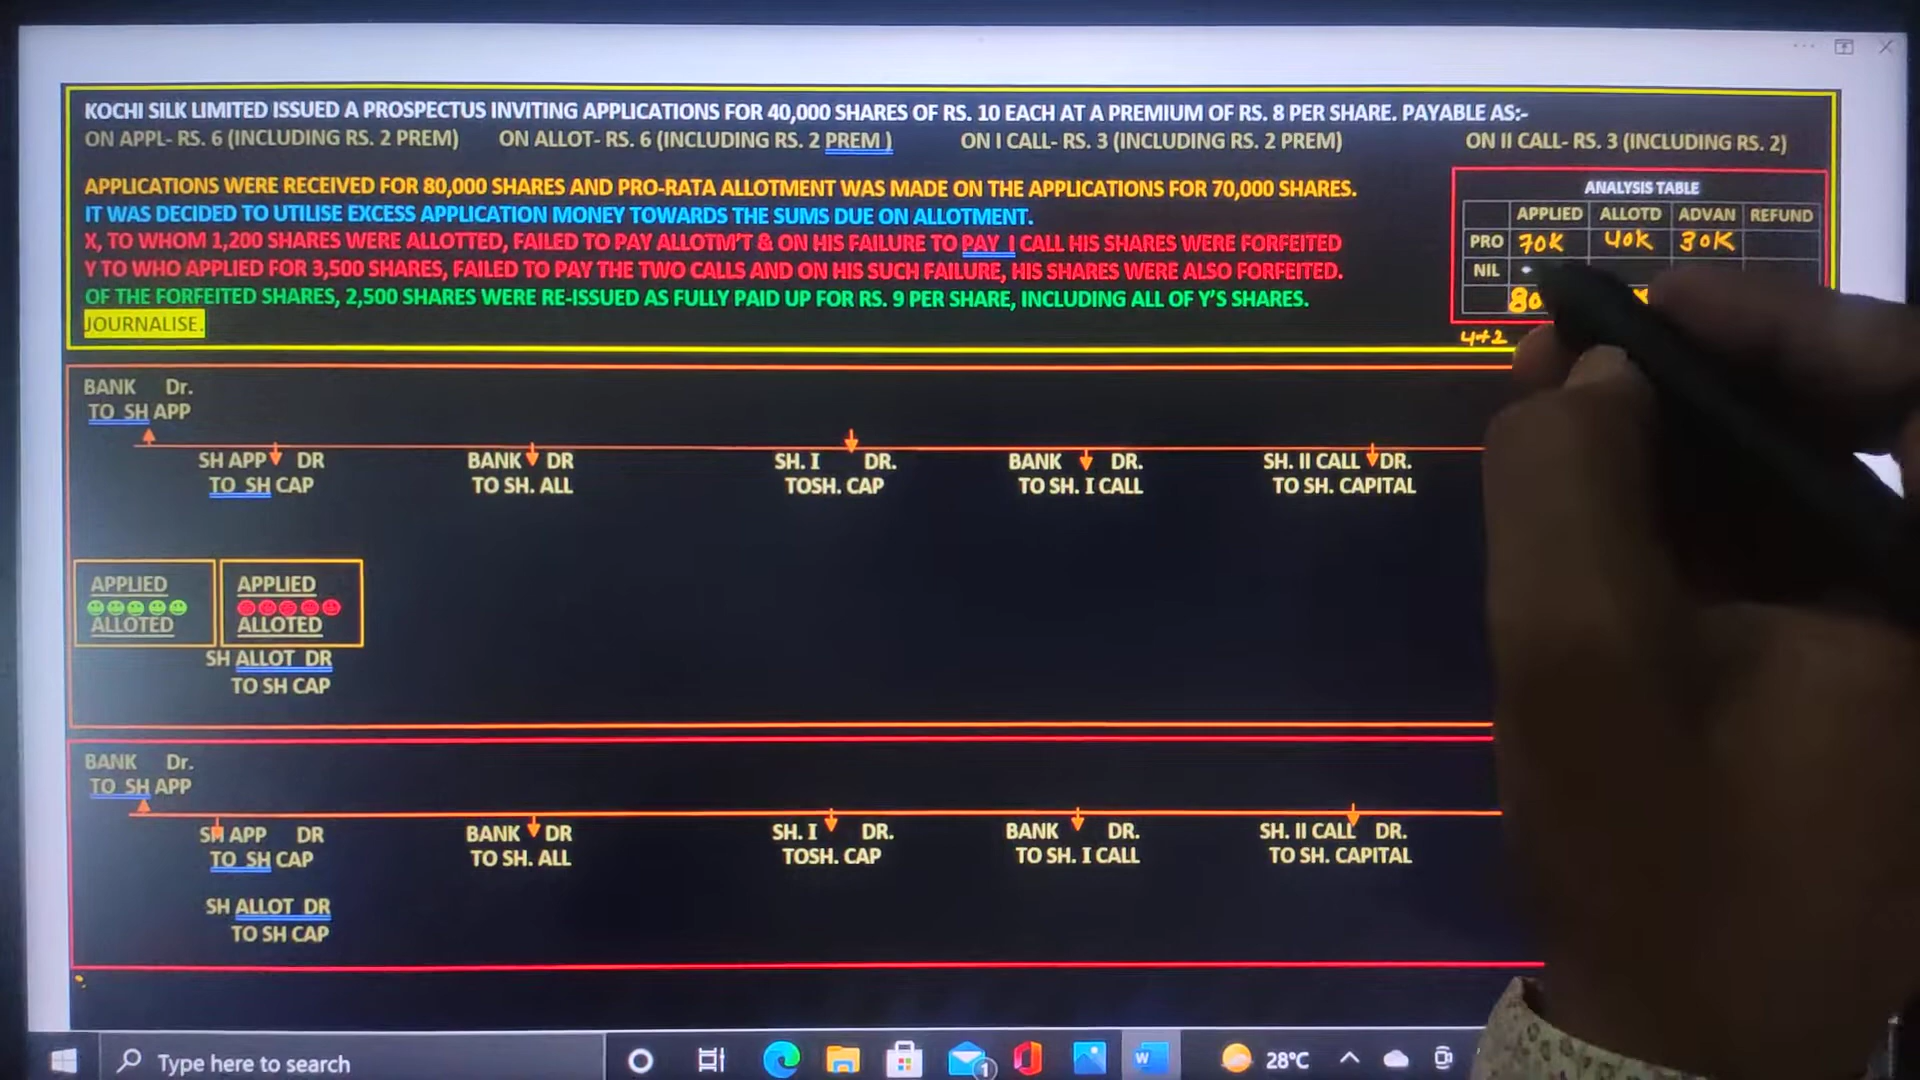 KOCHI SILK LIMITED ISSUED A PROSPECTUS INVITING APPLICATIONS FOR 40,000 SHARES OF RS. 10 EACH AT A PREMIUM OF RS. 8 PER SHARE. PAYABLE AS:-
ON APPL- RS. 6 (INCLUDING RS. 2 PREM) ON ALLOT- RS. 6 (INCLUDING RS. 2 PREM ) ON I CALL- RS. 3 (INCLUDING RS. 2 PREM) ON II CALL- RS. 3 (INCLUDING RS. 2)
APPLICATIONS WERE RECEIVED FOR 80,000 SHARES AND PRO-RATA ALLOTMENT WAS MADE ON THE APPLICATIONS FOR 70,000 SHARES.
IT WAS DECIDED TO UTILISE EXCESS APPLICATION MONEY TOWARDS THE SUMS DUE ON ALLOTMENT.
X, TO WHOM 1,200 SHARES WERE ALLOTTED, FAILED TO PAY ALLOTM'T & ON HIS FAILURE TO PAY I CALL HIS SHARES WERE FORFEITED
Y TO WHO APPLIED FOR 3,500 SHARES, FAILED TO PAY THE TWO CALLS AND ON HIS SUCH FAILURE, HIS SHARES WERE ALSO FORFEITED.
OF THE FORFEITED SHARES, 2,500 SHARES WERE RE-ISSUED AS FULLY PAID UP FOR RS. 9 PER SHARE, INCLUDING ALL OF Y'S SHARES.
JOURNALISE.
ANALYSIS TABLE
APPLIED ALLOTD ADVAN REFUND
PRO 70K 40K 30K
NIL
80
4+2
BANK Dr.
TO SH APP
SH APP DR BANK DR SH. I DR. BANK DR. SH. II CALL DR.
TO SH CAP TO SH. ALL TOSH. CAP TO SH. I CALL TO SH. CAPITAL
APPLIED APPLIED
ALLOTED ALLOTED
SH ALLOT DR
TO SH CAP
BANK Dr.
TO SH APP
SH APP DR BANK DR SH. I DR. BANK DR. SH. II CALL DR.
TO SH CAP TO SH. ALL TOSH. CAP TO SH. I CALL TO SH. CAPITAL
SH ALLOT DR
TO SH CAP
Type here to search
1
W
28°C